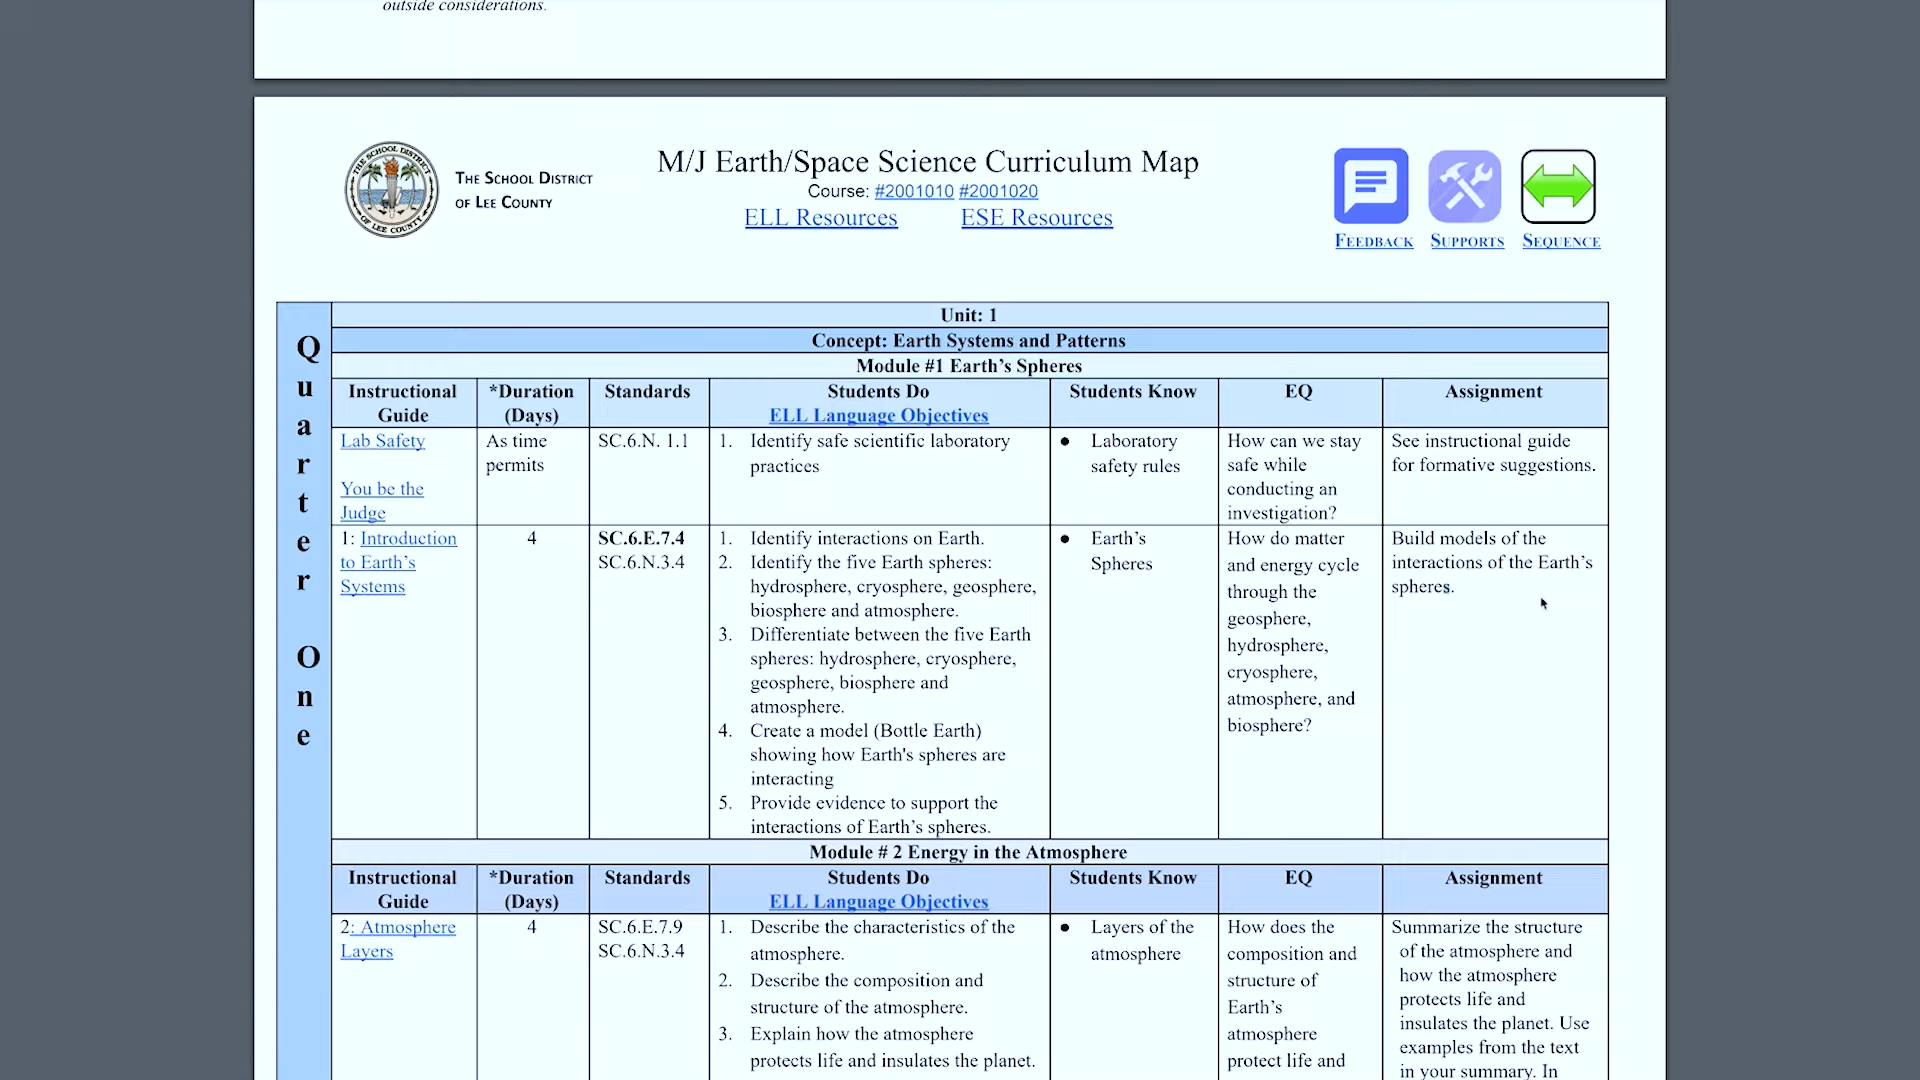 outside considerations.
THE SCHOOL DISTRICT OF LEE COUNTY
THE SCHOOL DISTRICT
OF LEE COUNTY
M/J Earth/Space Science Curriculum Map
Course: #2001010 #2001020
ELL Resources ESE Resources
FEEDBACK SUPPORTS SEQUENCE
Quarter One
Unit: 1
Concept: Earth Systems and Patterns
Module #1 Earth’s Spheres
Instructional
Guide
*Duration
(Days)
Standards
Students Do
ELL Language Objectives
Students Know
EQ
Assignment
Lab Safety
You be the
Judge
As time
permits
SC.6.N. 1.1
1. Identify safe scientific laboratory
practices
● Laboratory
safety rules
How can we stay
safe while
conducting an
investigation?
See instructional guide
for formative suggestions.
1: Introduction
to Earth’s
Systems
4
SC.6.E.7.4
SC.6.N.3.4
1. Identify interactions on Earth.
2. Identify the five Earth spheres:
hydrosphere, cryosphere, geosphere,
biosphere and atmosphere.
3. Differentiate between the five Earth
spheres: hydrosphere, cryosphere,
geosphere, biosphere and
atmosphere.
4. Create a model (Bottle Earth)
showing how Earth's spheres are
interacting
5. Provide evidence to support the
interactions of Earth’s spheres.
● Earth’s
Spheres
How do matter
and energy cycle
through the
geosphere,
hydrosphere,
cryosphere,
atmosphere, and
biosphere?
Build models of the
interactions of the Earth’s
spheres.
Module # 2 Energy in the Atmosphere
Instructional
Guide
*Duration
(Days)
Standards
Students Do
ELL Language Objectives
Students Know
EQ
Assignment
2: Atmosphere
Layers
4
SC.6.E.7.9
SC.6.N.3.4
1. Describe the characteristics of the
atmosphere.
2. Describe the composition and
structure of the atmosphere.
3. Explain how the atmosphere
protects life and insulates the planet.
● Layers of the
atmosphere
How does the
composition and
structure of
Earth’s
atmosphere
protect life and
Summarize the structure
of the atmosphere and
how the atmosphere
protects life and
insulates the planet. Use
examples from the text
in your summary. In